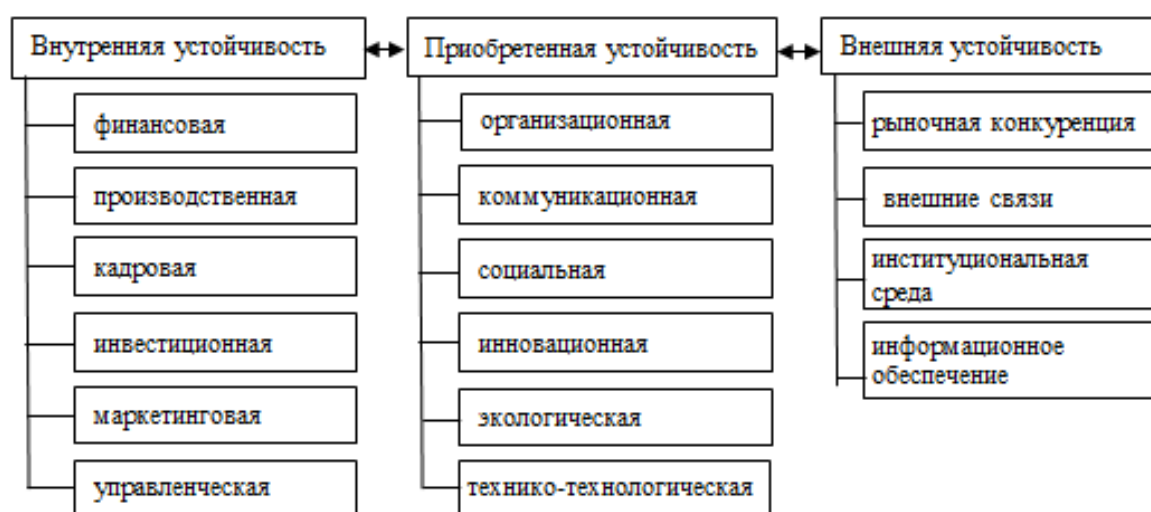 Внутренняя устойчивость
финансовая
производственная
кадровая
инвестиционная
маркетинговая
управленческая
Приобретенная устойчивость
организационная
коммуникационная
социальная
инновационная
экологическая
технико-технологическая
Внешняя устойчивость
рыночная конкуренция
внешние связи
институциональная
среда
информационное
обеспечение